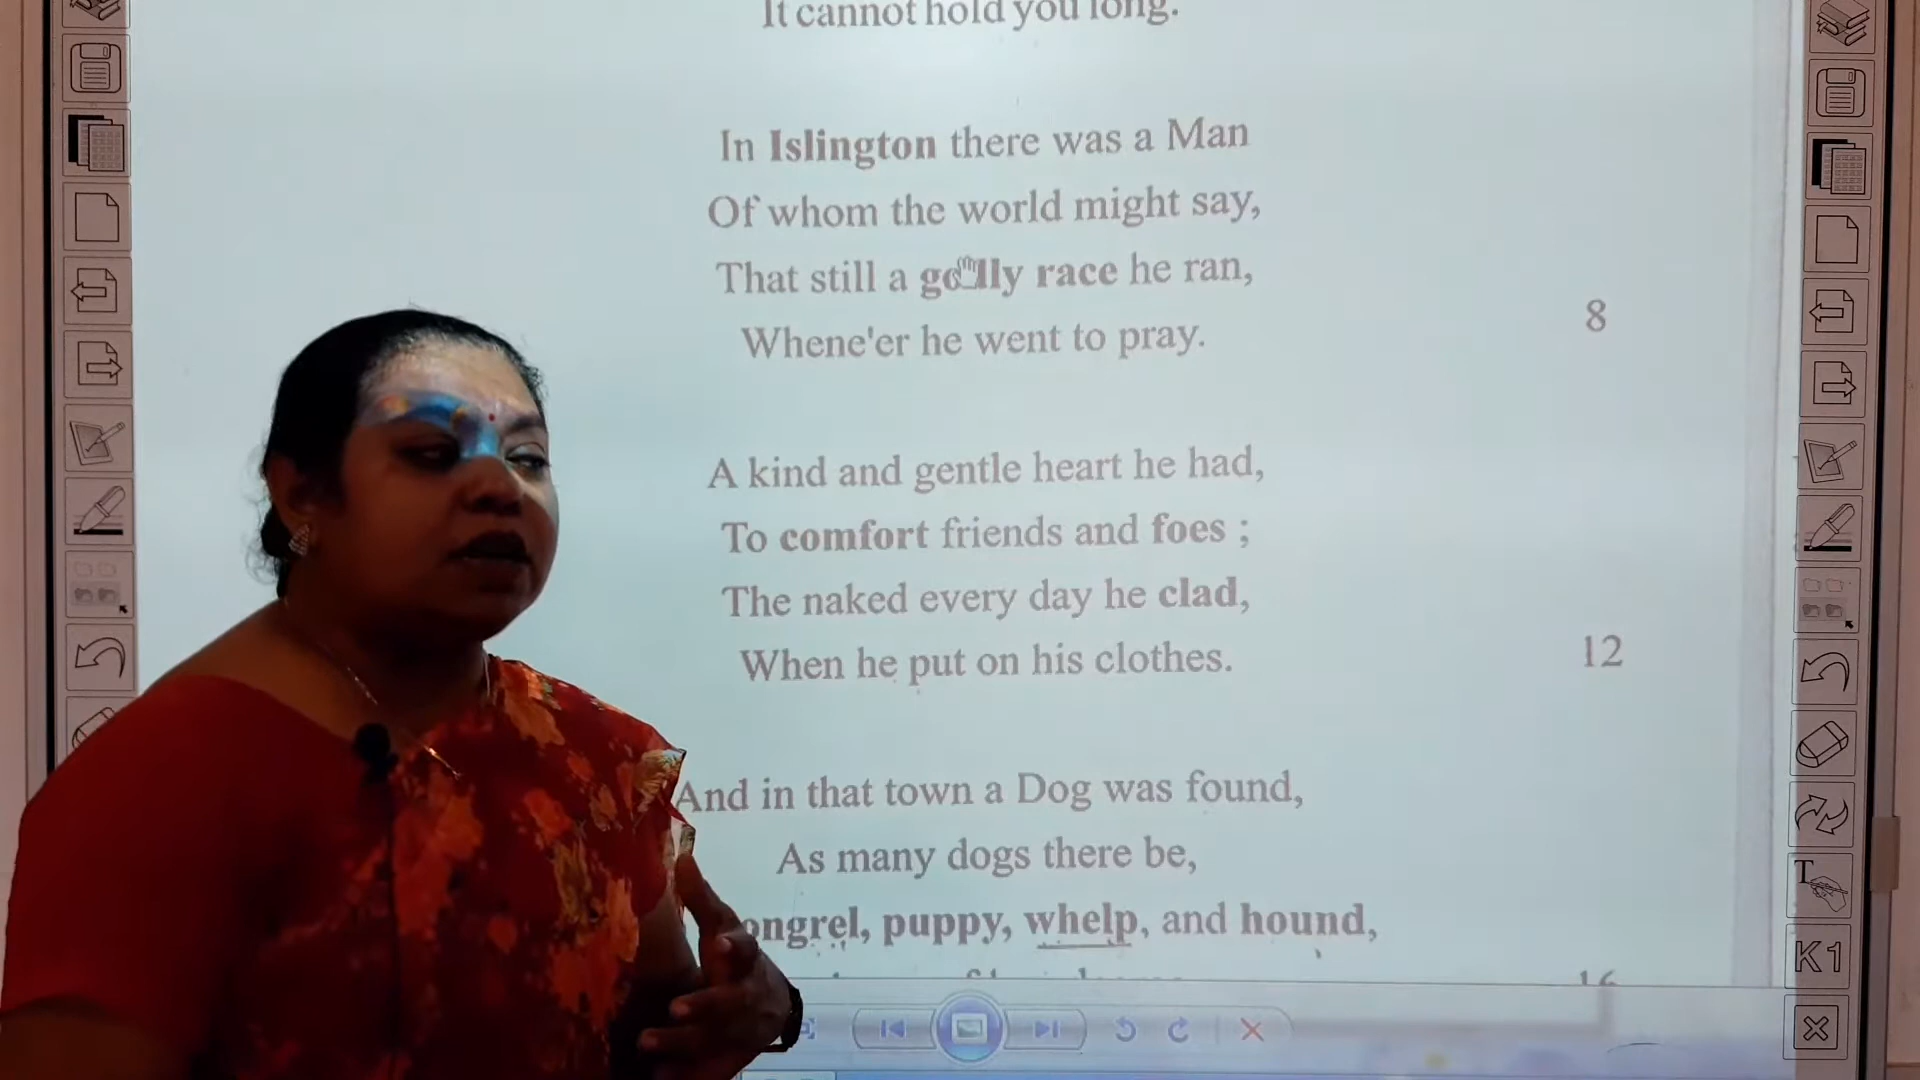 It cannot hold you long.
In Islington there was a Man
Of whom the world might say,
That still a godly race he ran,
8
Whene'er he went to pray.
A kind and gentle heart he had,
To comfort friends and foes ;
The naked every day he clad,
When he put on his clothes.
12
And in that town a Dog was found,
As many dogs there be,
puppy, whelp, and hound,
16
T
K1